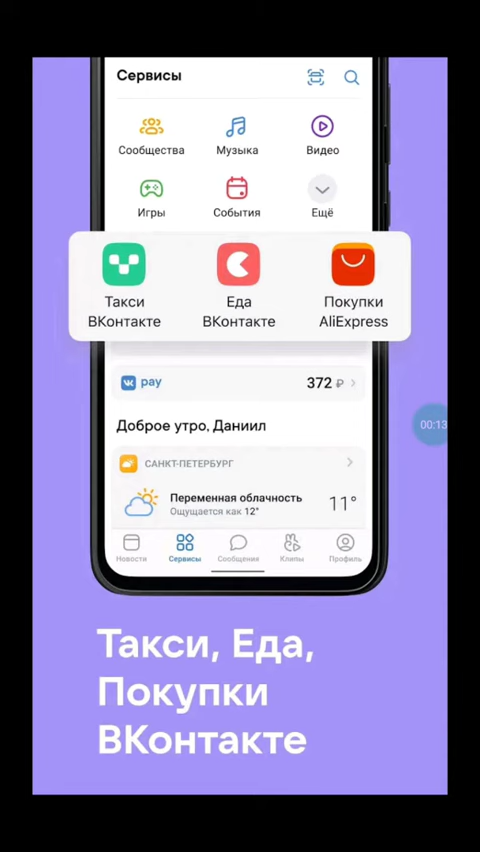 Сервисы
Сообщества
Музыка
Видео
Игры
События
Ещё
Такси
ВКонтакте
Еда
ВКонтакте
Покупки
AliExpress
pay
372 ₽
Доброе утро, Даниил
САНКТ-ПЕТЕРБУРГ
Переменная облачность
11°
Ощущается как 12°
Новости
Сервисы
Сообщения
Клипы
Профиль
00:13
Такси, Еда,
Покупки
ВКонтакте